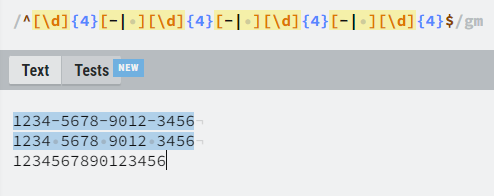 /^[\d]{4}[-|·][\d]{4}[-|·][\d]{4}[-|·][\d]{4}$/gm
Text Tests NEW
1234-5678-9012-3456¬
1234·5678·9012·3456¬
1234567890123456